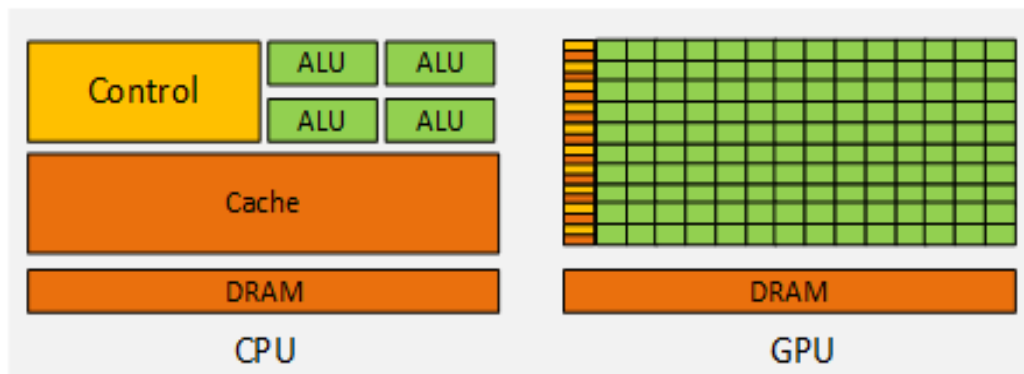 Control
ALU ALU
ALU ALU
Cache
DRAM
CPU
DRAM
GPU